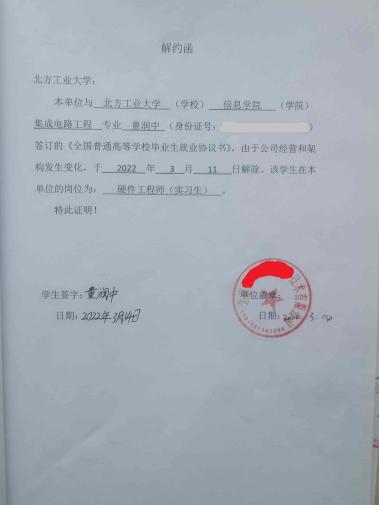 解约函
北方工业大学：
本单位与 北方工业大学 （学校） 信息学院 （学院）
集成电路工程 专业 童润中 （身份证号： ）
签订的《全国普通高等学校毕业生就业协议书》，由于公司经营和架
构发生变化，于 2022 年 3 月 11 日解除。该学生在本
单位的岗位为： 硬件工程师（实习生） 。
特此证明！
学生签字：童润中
单位盖章：
日期：2022年3月14日
日期：2022. 3. 14